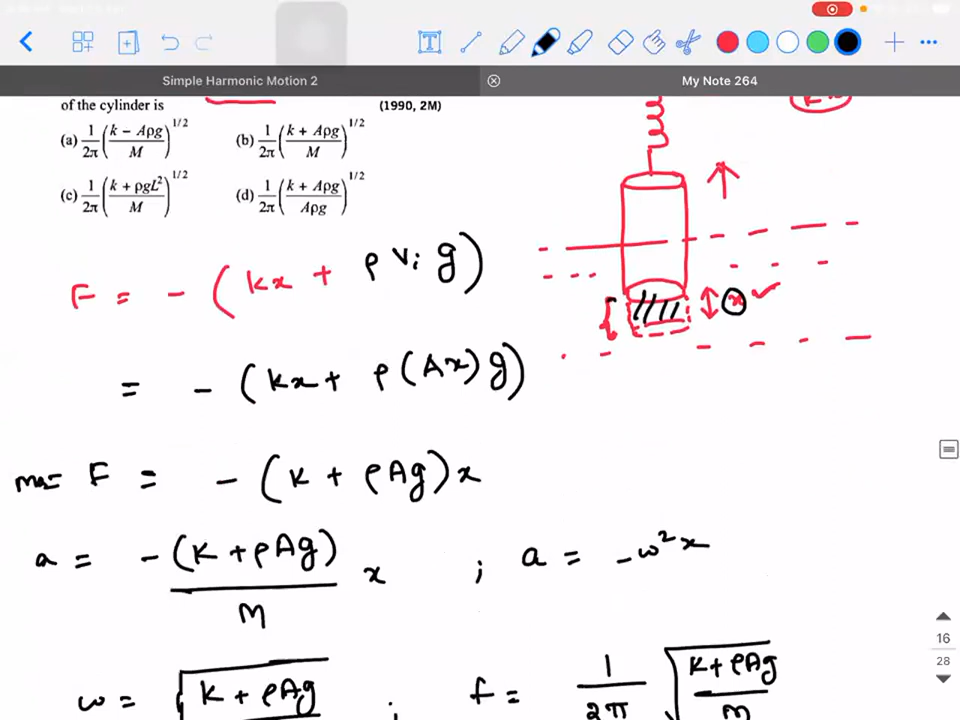 T
Simple Harmonic Motion 2
My Note 264
of the cylinder is (1990, 2M)
(a) 1/2π ((k – Aρg)/M)^1/2 (b) 1/2π ((k + Aρg)/M)^1/2
(c) 1/2π ((k + ρgL²)/M)^1/2 (d) 1/2π ((k + Aρg)/Aρg)^1/2
F = - (kx + ρ Vi g)
x
= - (kx + ρ(Ax)g)
ma = F = - (K + ρAg)x
a = -(K + ρAg)/M x ; a = -ω²x
ω = √(K + ρAg ; f = 1/2π √((K + ρAg)/m)
16
28